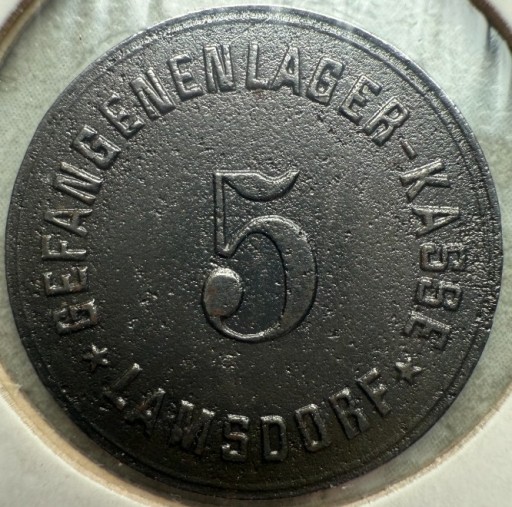 GEFANGENENLAGER-KASSE
5
* LAMSDORF *